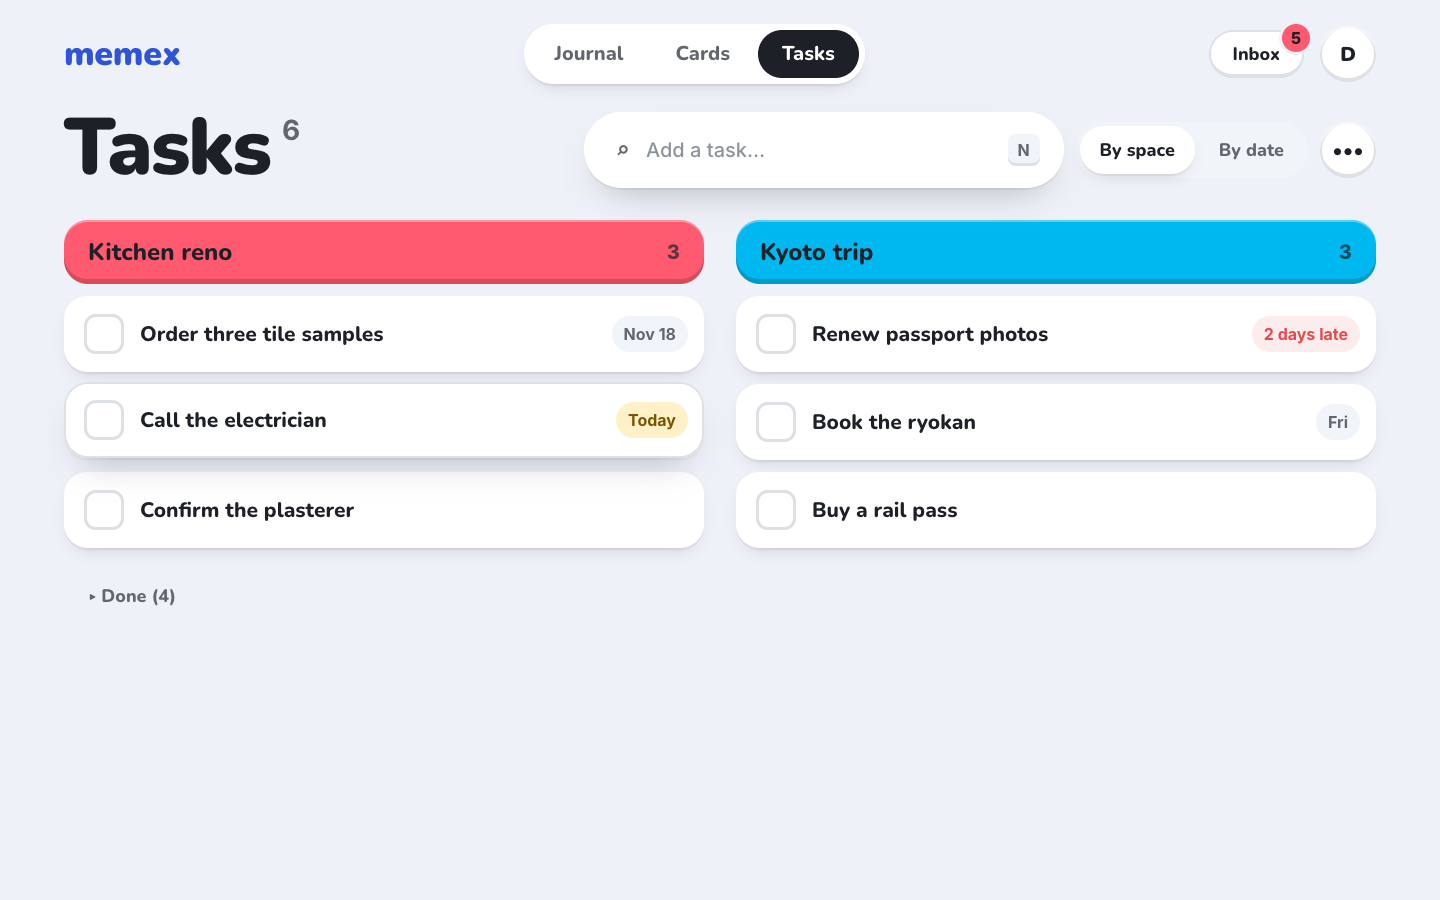 memex
Journal Cards Tasks
Inbox 5 D
Tasks 6
Add a task... N
By space By date
Kitchen reno 3
Order three tile samples Nov 18
Call the electrician Today
Confirm the plasterer
Kyoto trip 3
Renew passport photos 2 days late
Book the ryokan Fri
Buy a rail pass
Done (4)